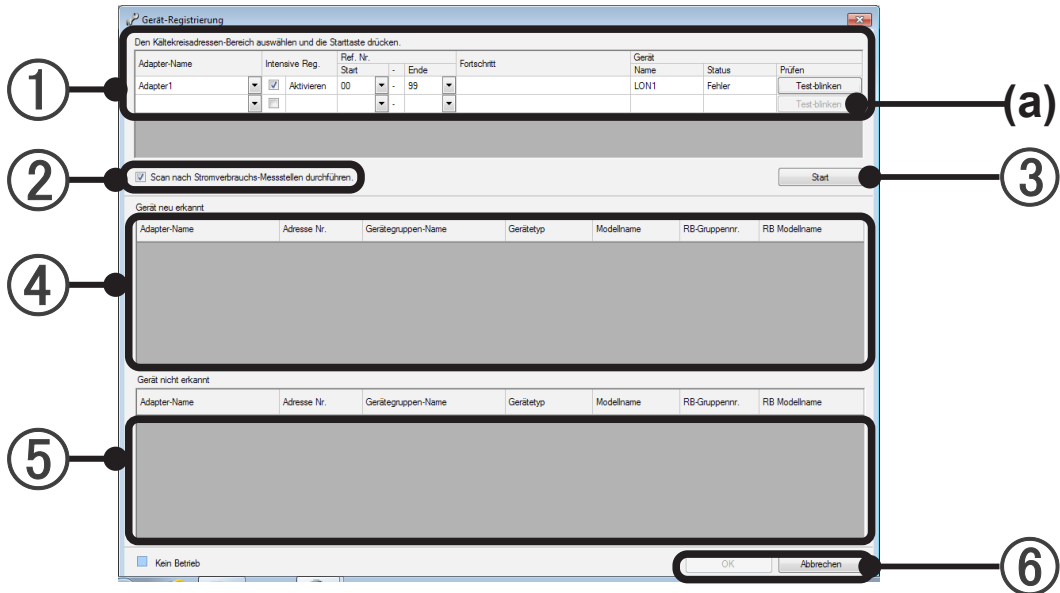 Gerät-Registrierung
Den Kältekreisadressen-Bereich auswählen und die Starttaste drücken.
Adapter-Name Intensive Reg. Ref. Nr. Fortschritt Gerät
Start - Ende Name Status Prüfen
① Adapter1 Aktivieren 00 - 99 LON1 Fehler Test-blinken
- Test-blinken (a)
② Scan nach Stromverbrauchs-Messstellen durchführen. Start ③
Gerät neu erkannt
Adapter-Name Adresse Nr. Gerätegruppen-Name Gerätetyp Modellname RB-Gruppennr. RB Modellname
④
Gerät nicht erkannt
Adapter-Name Adresse Nr. Gerätegruppen-Name Gerätetyp Modellname RB-Gruppennr. RB Modellname
⑤
Kein Betrieb OK Abbrechen ⑥